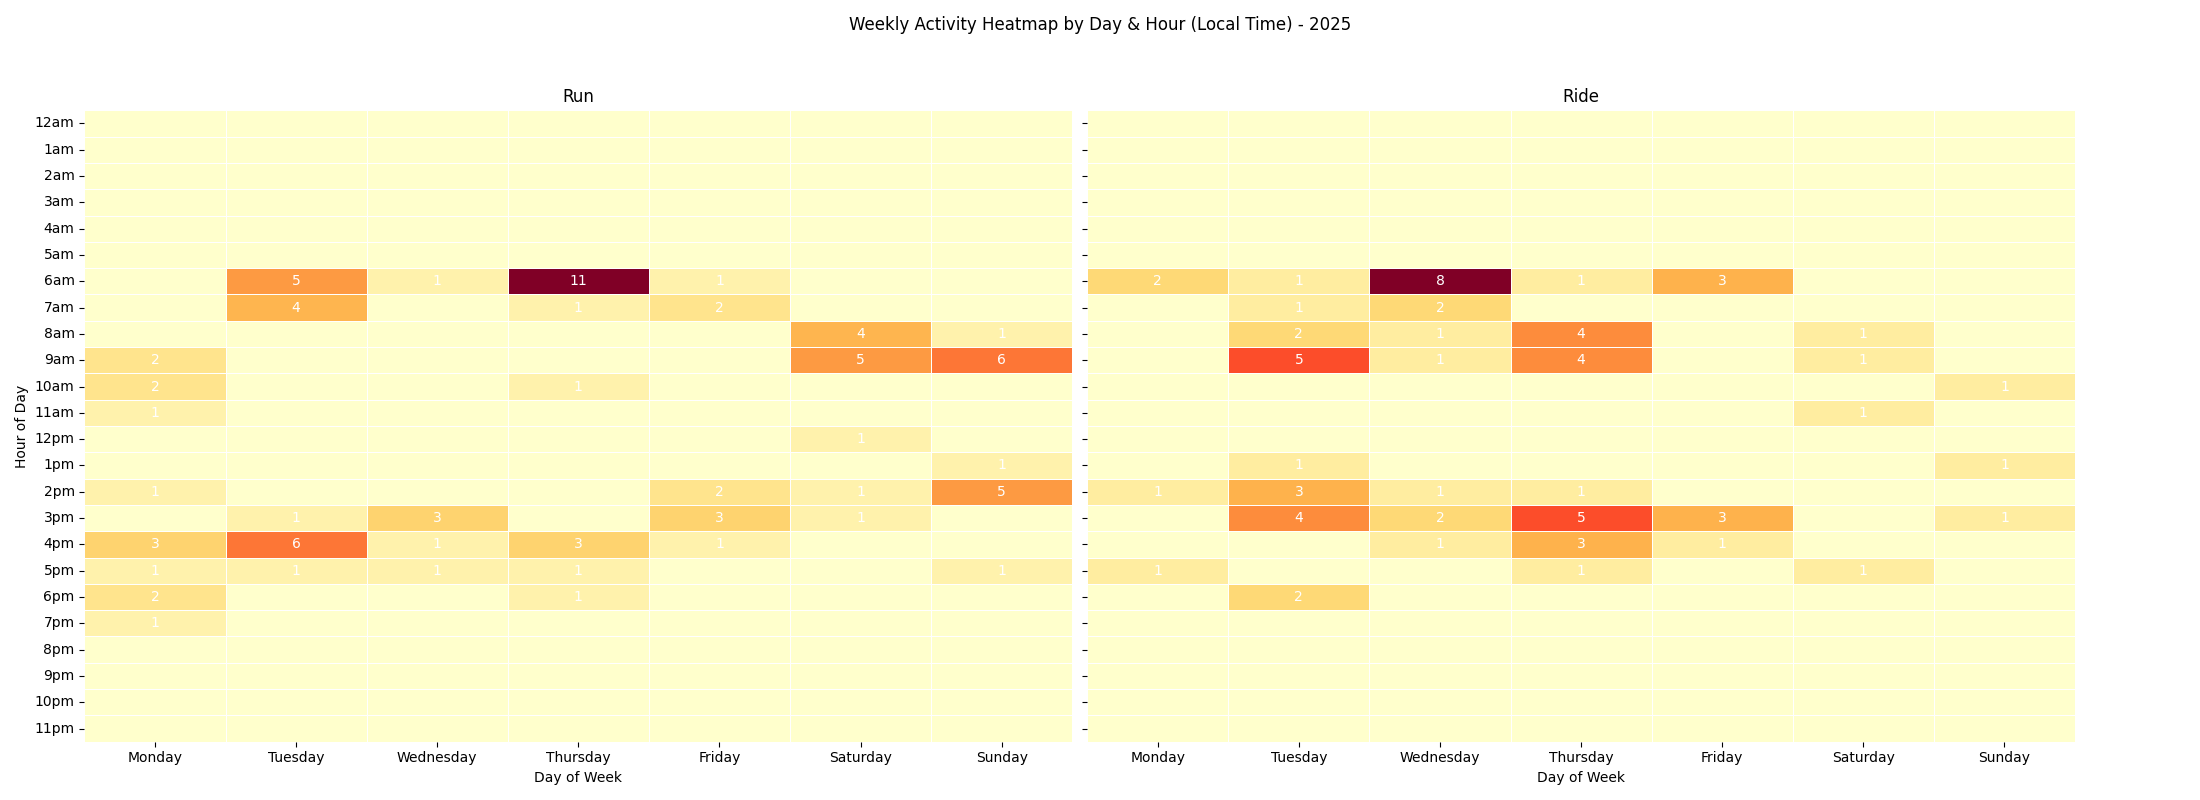 Weekly Activity Heatmap by Day & Hour (Local Time) - 2025
Run Ride
Hour of Day
12am
1am
2am
3am
4am
5am
6am 5 1 11 1 2 1 8 1 3
7am 4 1 2 1 2
8am 4 1 2 1 4 1
9am 2 5 6 5 1 4 1
10am 2 1 1
11am 1 1
12pm 1
1pm 1 1 1
2pm 1 2 1 5 1 3 1 1
3pm 1 3 3 1 4 2 5 3 1
4pm 3 6 1 3 1 1 3 1
5pm 1 1 1 1 1 1 1 1
6pm 2 1 2
7pm 1
8pm
9pm
10pm
11pm
Monday Tuesday Wednesday Thursday Friday Saturday Sunday Monday Tuesday Wednesday Thursday Friday Saturday Sunday
Day of Week Day of Week